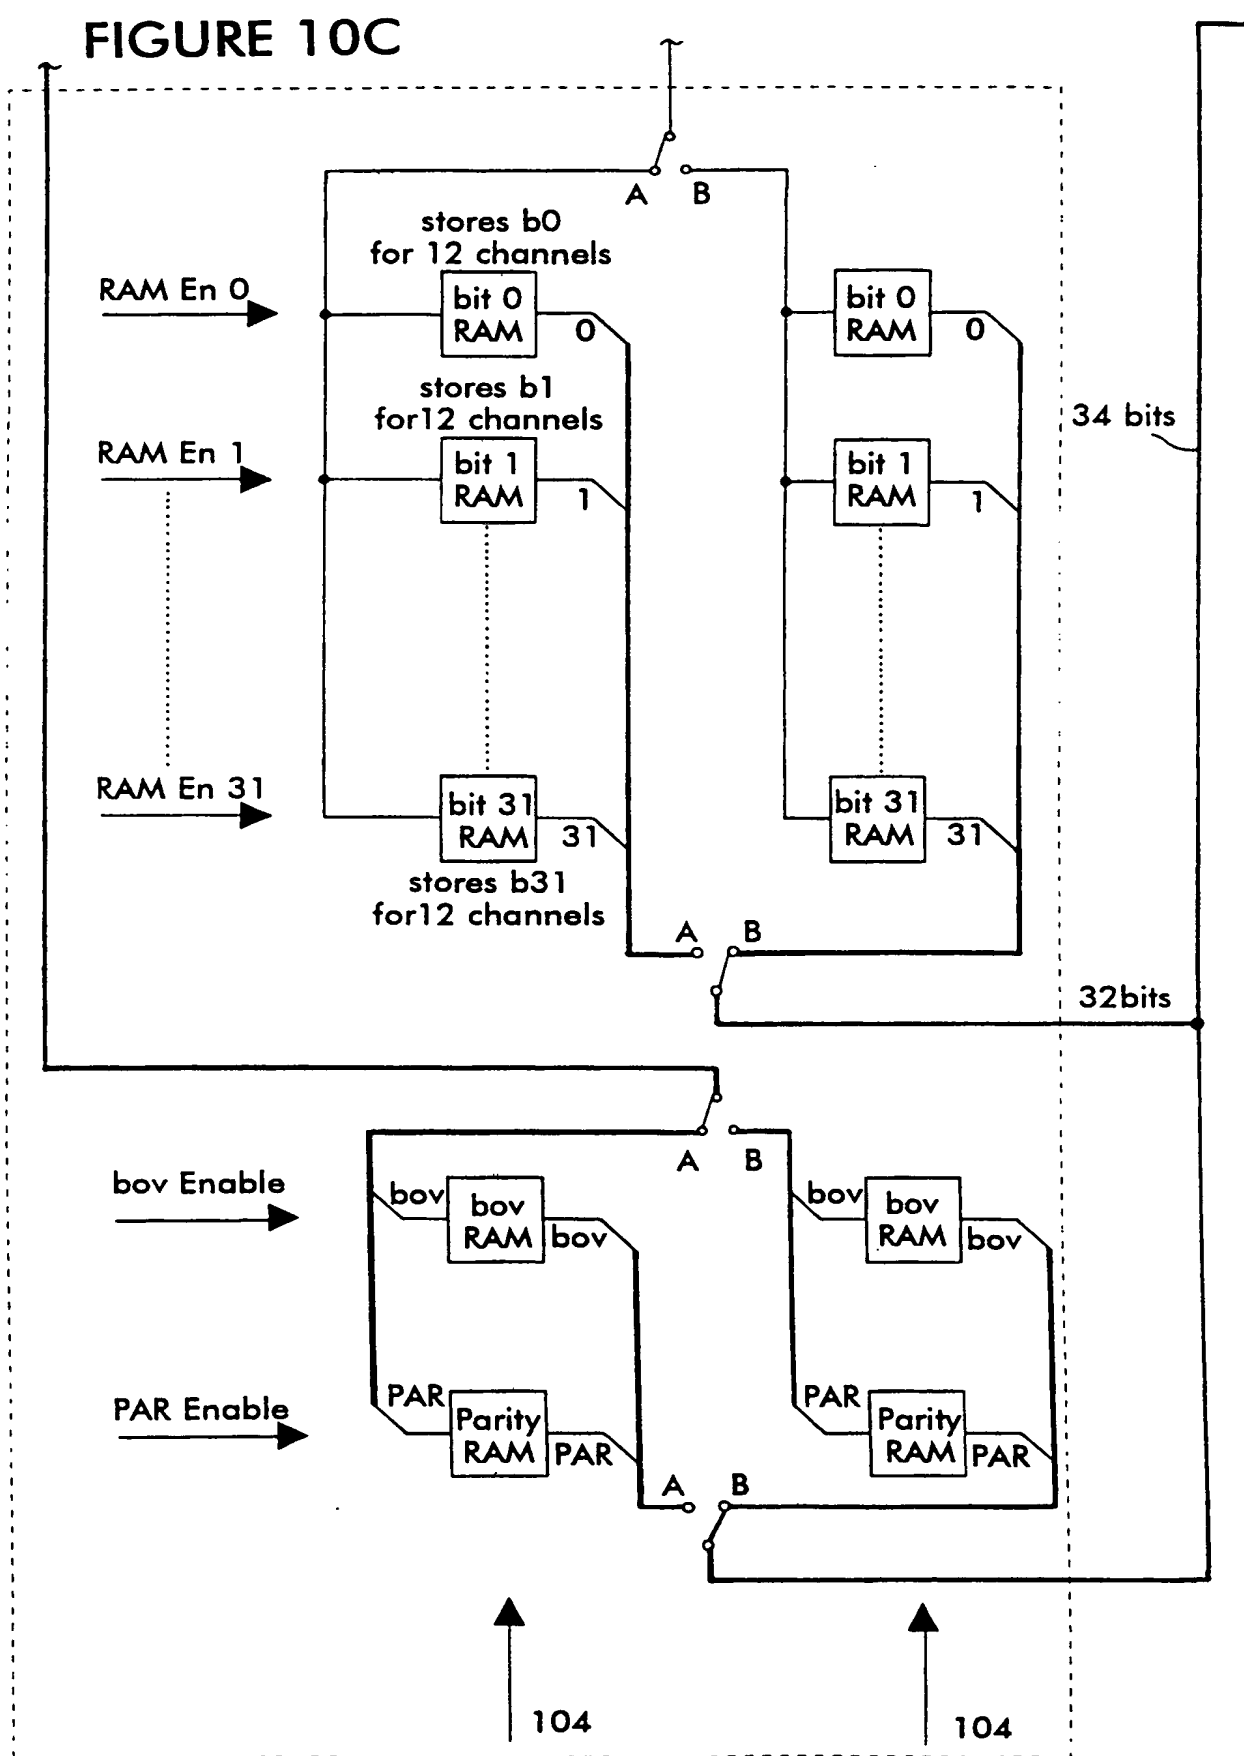 FIGURE 10C
A B
stores b0
for 12 channels
RAM En 0
bit 0
RAM
0
bit 0
RAM
0
stores b1
for12 channels
34 bits
RAM En 1
bit 1
RAM
1
bit 1
RAM
1
RAM En 31
bit 31
RAM
31
bit 31
RAM
31
stores b31
for12 channels
A B
32bits
A B
bov Enable
bov
bov
RAM
bov
bov
bov
RAM
bov
PAR Enable
PAR
Parity
RAM
PAR
PAR
Parity
RAM
PAR
A B
104
104